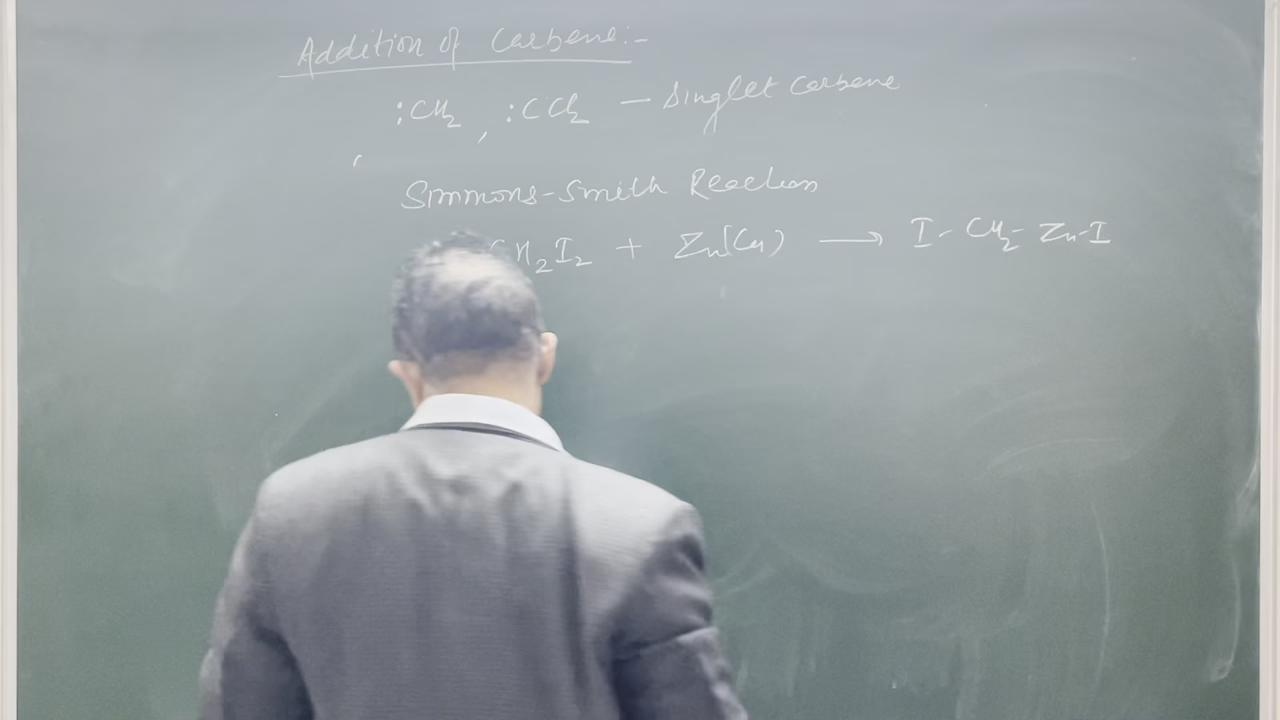 Addition of Carbene:-
:CH2, :CCl2 — Singlet Carbene
Simmons-Smith Reaction
CH2I2 + Zn(Cu) → I-CH2-Zn-I